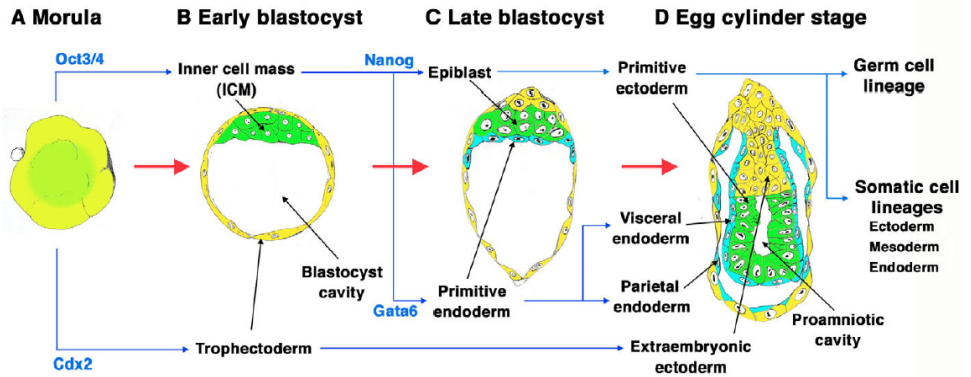 A Morula
B Early blastocyst
C Late blastocyst
D Egg cylinder stage
Oct3/4
Inner cell mass
(ICM)
Nanog
Epiblast
Primitive
ectoderm
Germ cell
lineage
Somatic cell
lineages
Ectoderm
Mesoderm
Endoderm
Visceral
endoderm
Blastocyst
cavity
Gata6
Primitive
endoderm
Parietal
endoderm
Proamniotic
cavity
Cdx2
Trophectoderm
Extraembryonic
ectoderm